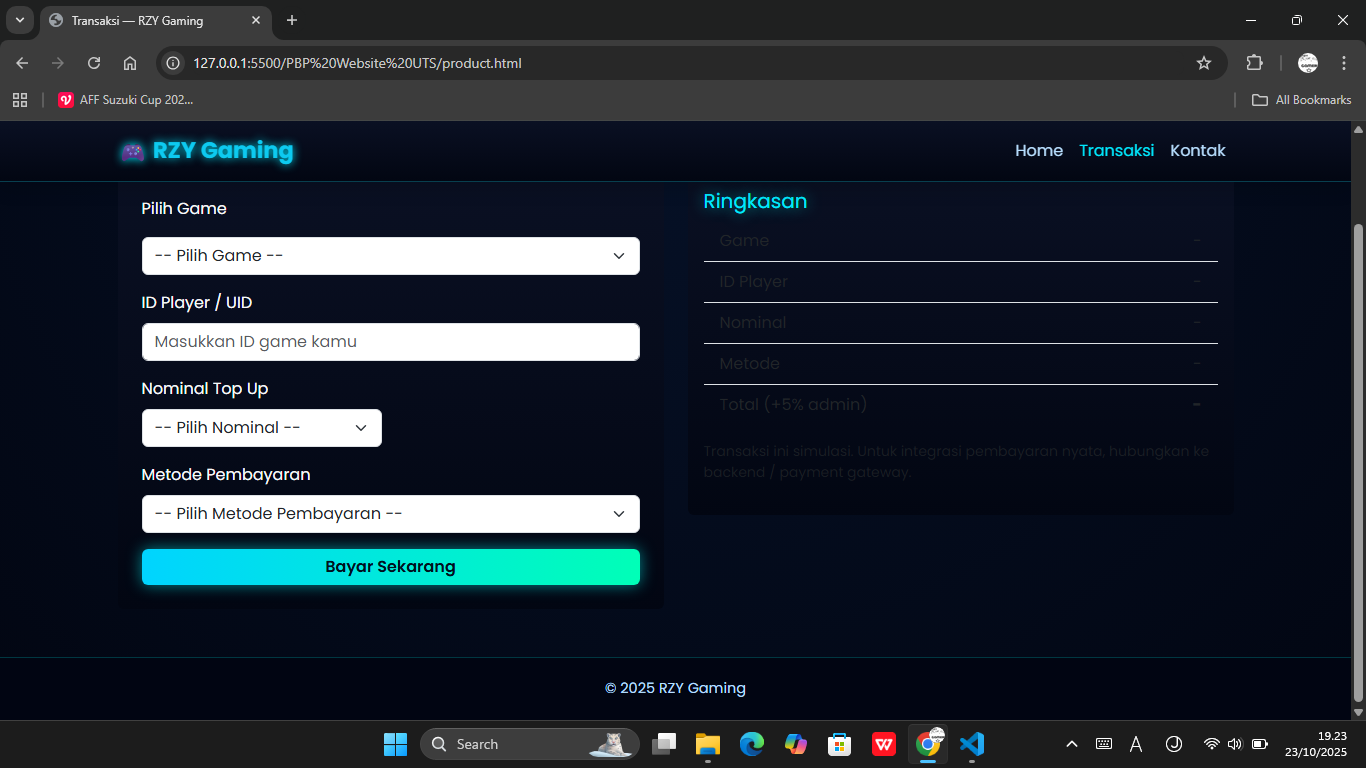 Transaksi — RZY Gaming
127.0.0.1:5500/PBP%20Website%20UTS/product.html
AFF Suzuki Cup 202...
All Bookmarks
RZY Gaming
Home
Transaksi
Kontak
Pilih Game
-- Pilih Game --
ID Player / UID
Masukkan ID game kamu
Nominal Top Up
-- Pilih Nominal --
Metode Pembayaran
-- Pilih Metode Pembayaran --
Bayar Sekarang
Ringkasan
Game -
ID Player -
Nominal -
Metode -
Total (+5% admin) -
Transaksi ini simulasi. Untuk integrasi pembayaran nyata, hubungkan ke
backend / payment gateway.
© 2025 RZY Gaming
Search
19.23
23/10/2025